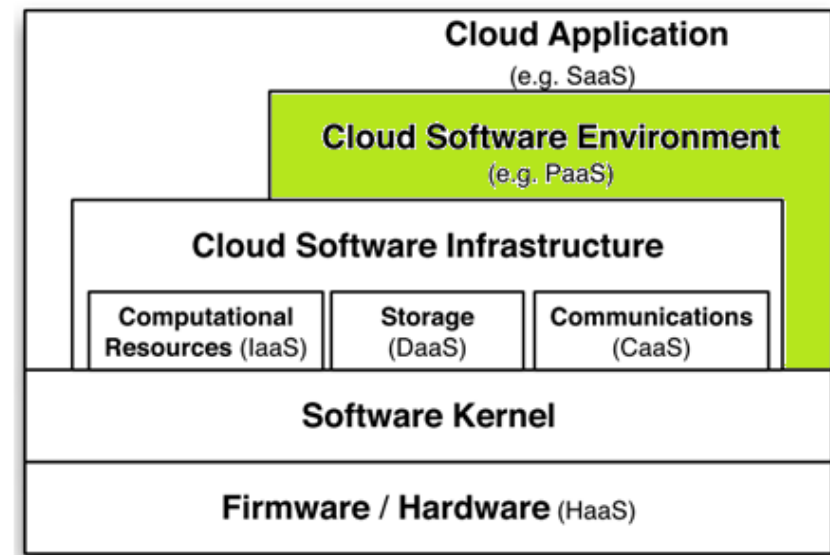 Cloud Application
(e.g. SaaS)
Cloud Software Environment
(e.g. PaaS)
Cloud Software Infrastructure
Computational
Resources (IaaS)
Storage
(DaaS)
Communications
(CaaS)
Software Kernel
Firmware / Hardware (HaaS)